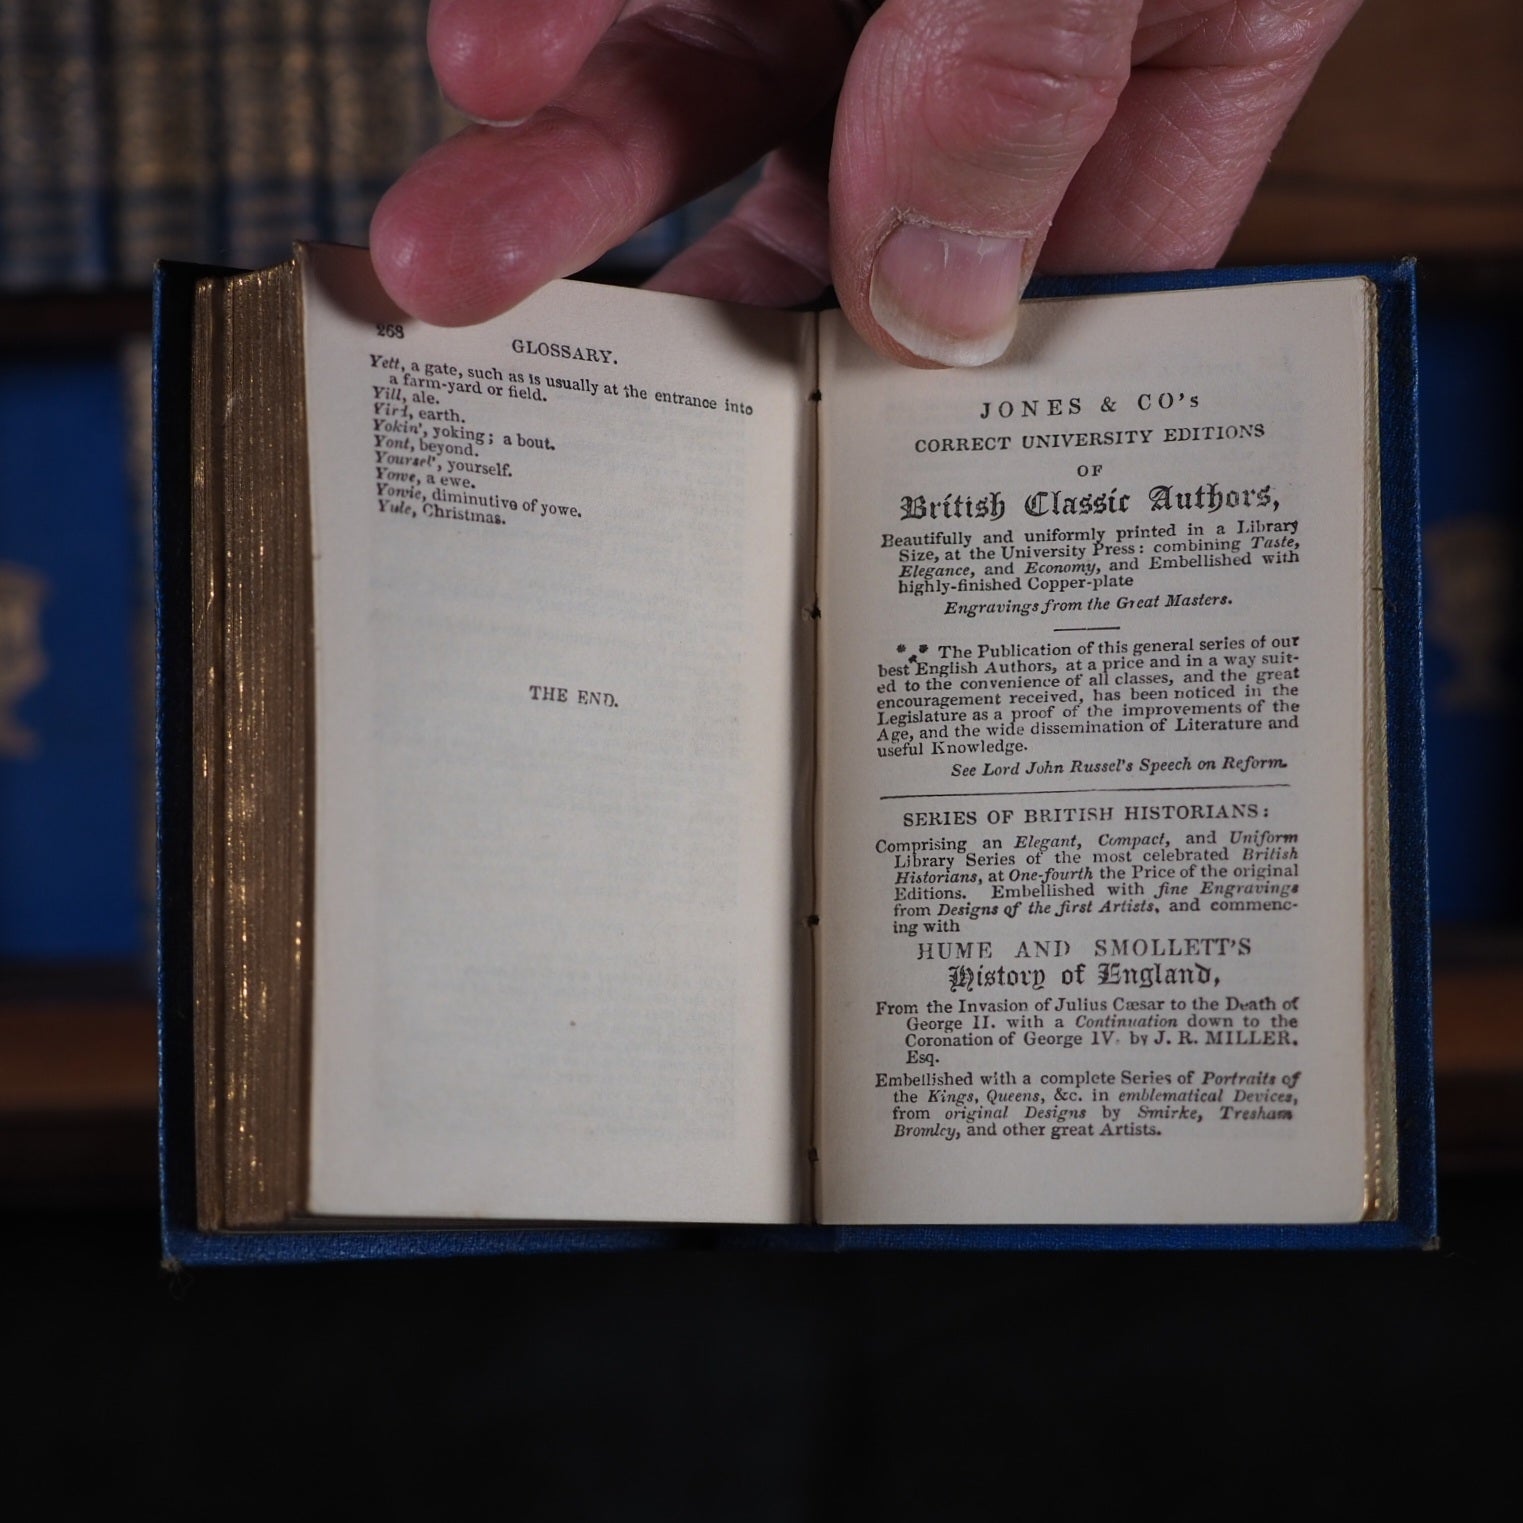 268
GLOSSARY.
Yett, a gate, such as is usually at the entrance into
a farm-yard or field.
Yill, ale.
Yird, earth.
Yokin', yoking; a bout.
Yont, beyond.
Yoursel', yourself.
Yowe, a ewe.
Yowie, diminutive of yowe.
Yule, Christmas.
THE END.
JONES & CO's
CORRECT UNIVERSITY EDITIONS
OF
British Classic Authors,
Beautifully and uniformly printed in a Library
Size, at the University Press: combining Taste,
Elegance, and Economy, and Embellished with
highly-finished Copper-plate
Engravings from the Great Masters.
*** The Publication of this general series of our
best English Authors, at a price and in a way suit-
ed to the convenience of all classes, and the great
encouragement received, has been noticed in the
Legislature as a proof of the improvements of the
Age, and the wide dissemination of Literature and
useful Knowledge.
See Lord John Russel's Speech on Reform.
SERIES OF BRITISH HISTORIANS:
Comprising an Elegant, Compact, and Uniform
Library Series of the most celebrated British
Historians, at One-fourth the Price of the original
Editions. Embellished with fine Engravings
from Designs of the first Artists, and commenc-
ing with
HUME AND SMOLLETT'S
History of England,
From the Invasion of Julius Cæsar to the Death of
George II. with a Continuation down to the
Coronation of George IV. by J. R. MILLER.
Esq.
Embellished with a complete Series of Portraits of
the Kings, Queens, &c. in emblematical Devices,
from original Designs by Smirke, Tresham
Bromley, and other great Artists.